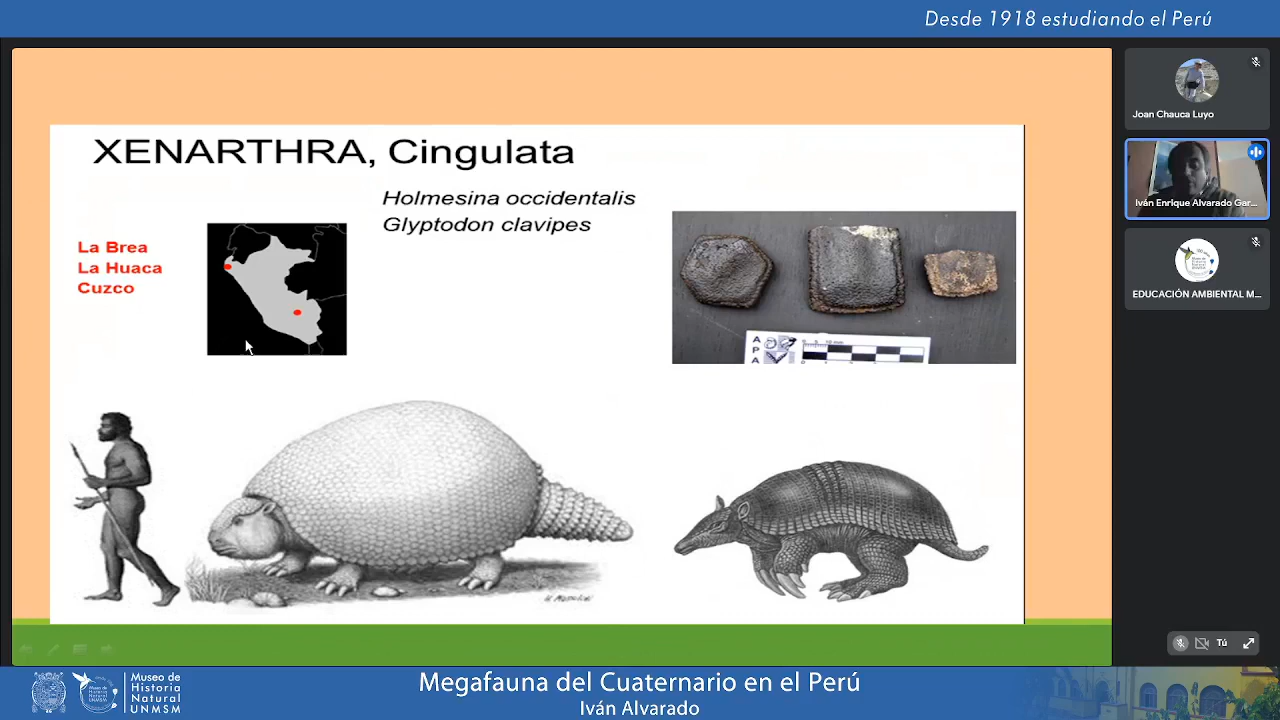 Desde 1918 estudiando el Perú
XENARTHRA, Cingulata
Holmesina occidentalis
Glyptodon clavipes
La Brea
La Huaca
Cuzco
A
P
A
Joan Chauca Luyo
Iván Enrique Alvarado Gar...
EDUCACIÓN AMBIENTAL M...
Tú
Museo de
Historia
Natural
UNMSM
Megafauna del Cuaternario en el Perú
Iván Alvarado